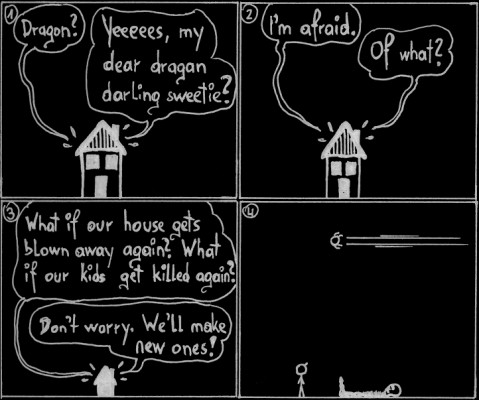 1
Dragon?
Yeeeees, my
dear dragan
darling sweetie?
2
I'm afraid.
Of what?
3
What if our house gets
blown away again? What
if our kids get killed again?
Don't worry. We'll make
new ones!
4